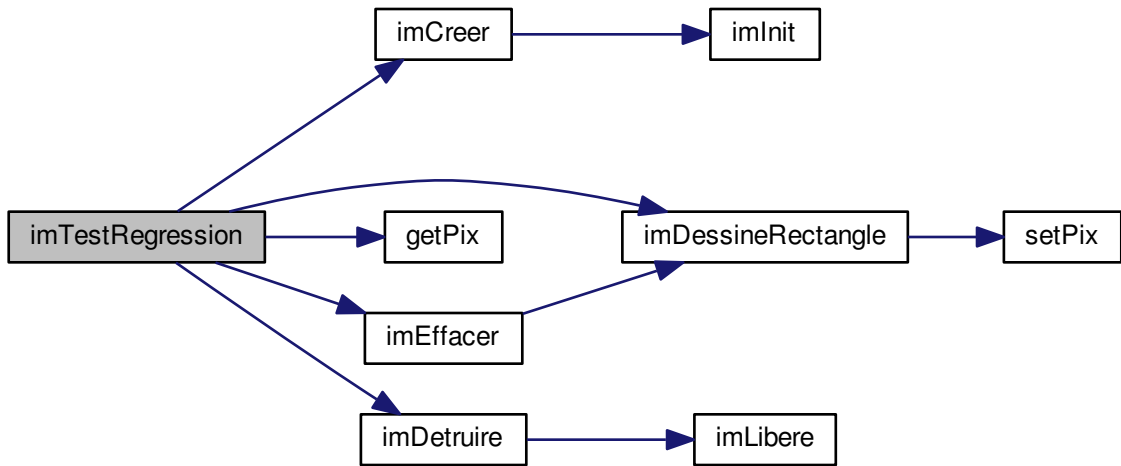 imCreer
imInit
imTestRegression
getPix
imDessineRectangle
setPix
imEffacer
imDetruire
imLibere